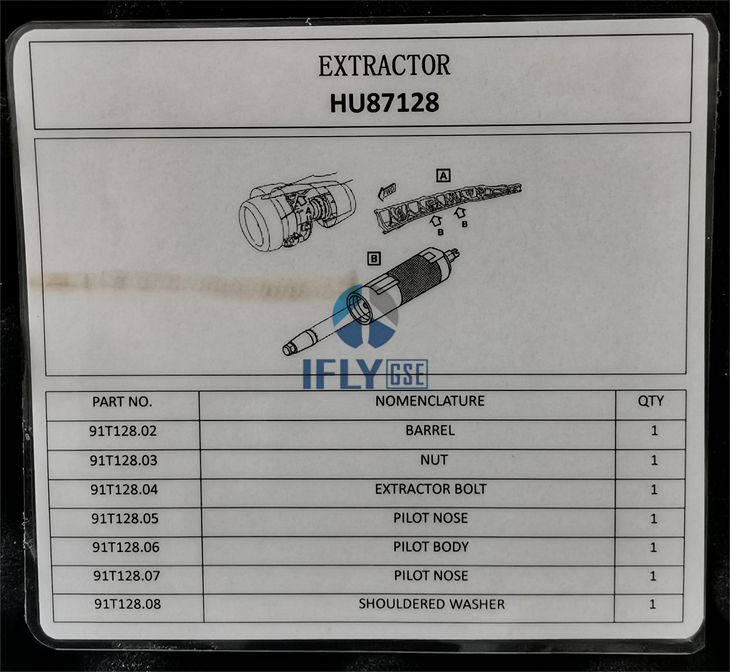 EXTRACTOR
HU87128
FWD
A
A
B
B
B
IFLY GSE
PART NO. NOMENCLATURE QTY
91T128.02 BARREL 1
91T128.03 NUT 1
91T128.04 EXTRACTOR BOLT 1
91T128.05 PILOT NOSE 1
91T128.06 PILOT BODY 1
91T128.07 PILOT NOSE 1
91T128.08 SHOULDERED WASHER 1